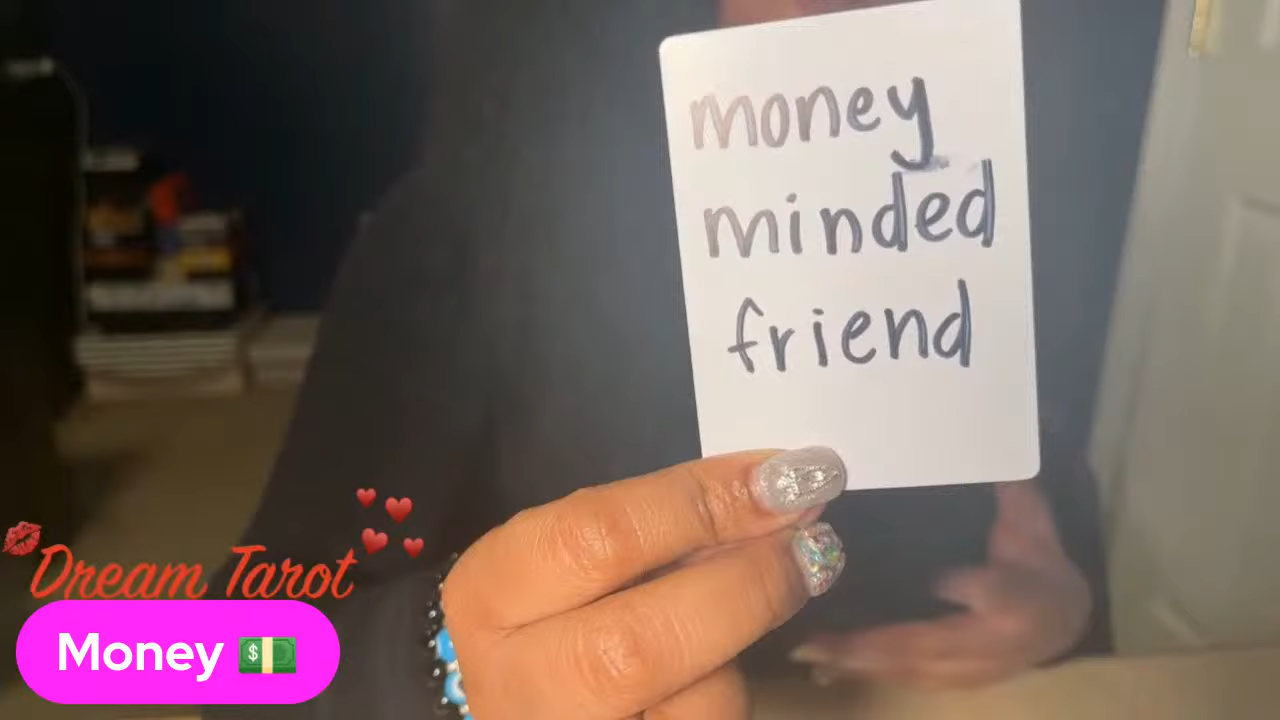 money
minded
friend
Dream Tarot
Money 💵